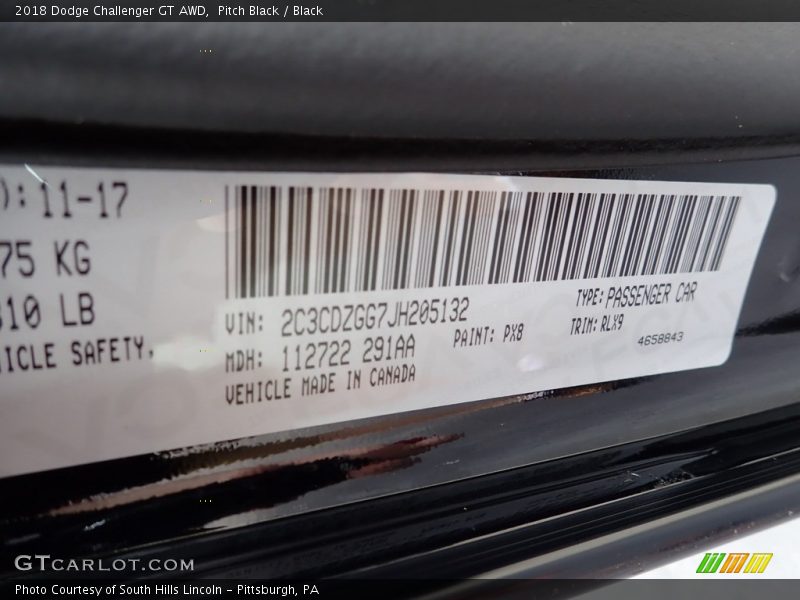 2018 Dodge Challenger GT AWD, Pitch Black / Black
): 11-17
75 KG
310 LB
HICLE SAFETY,
VIN: 2C3CDZGG7JH205132
TYPE: PASSENGER CAR
MDH: 112722 291AA
PAINT: PX8
TRIM: RLX9
VEHICLE MADE IN CANADA
4658843
GTCARLOT.COM
Photo Courtesy of South Hills Lincoln - Pittsburgh, PA